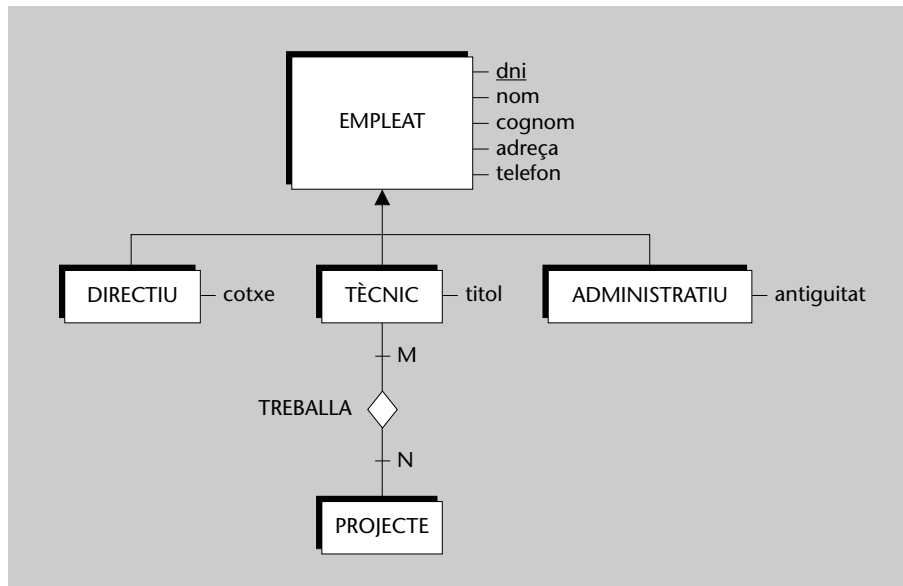 EMPLEAT
dni
nom
cognom
adreça
telefon
DIRECTIU
cotxe
TÈCNIC
titol
ADMINISTRATIU
antiguitat
M
TREBALLA
N
PROJECTE